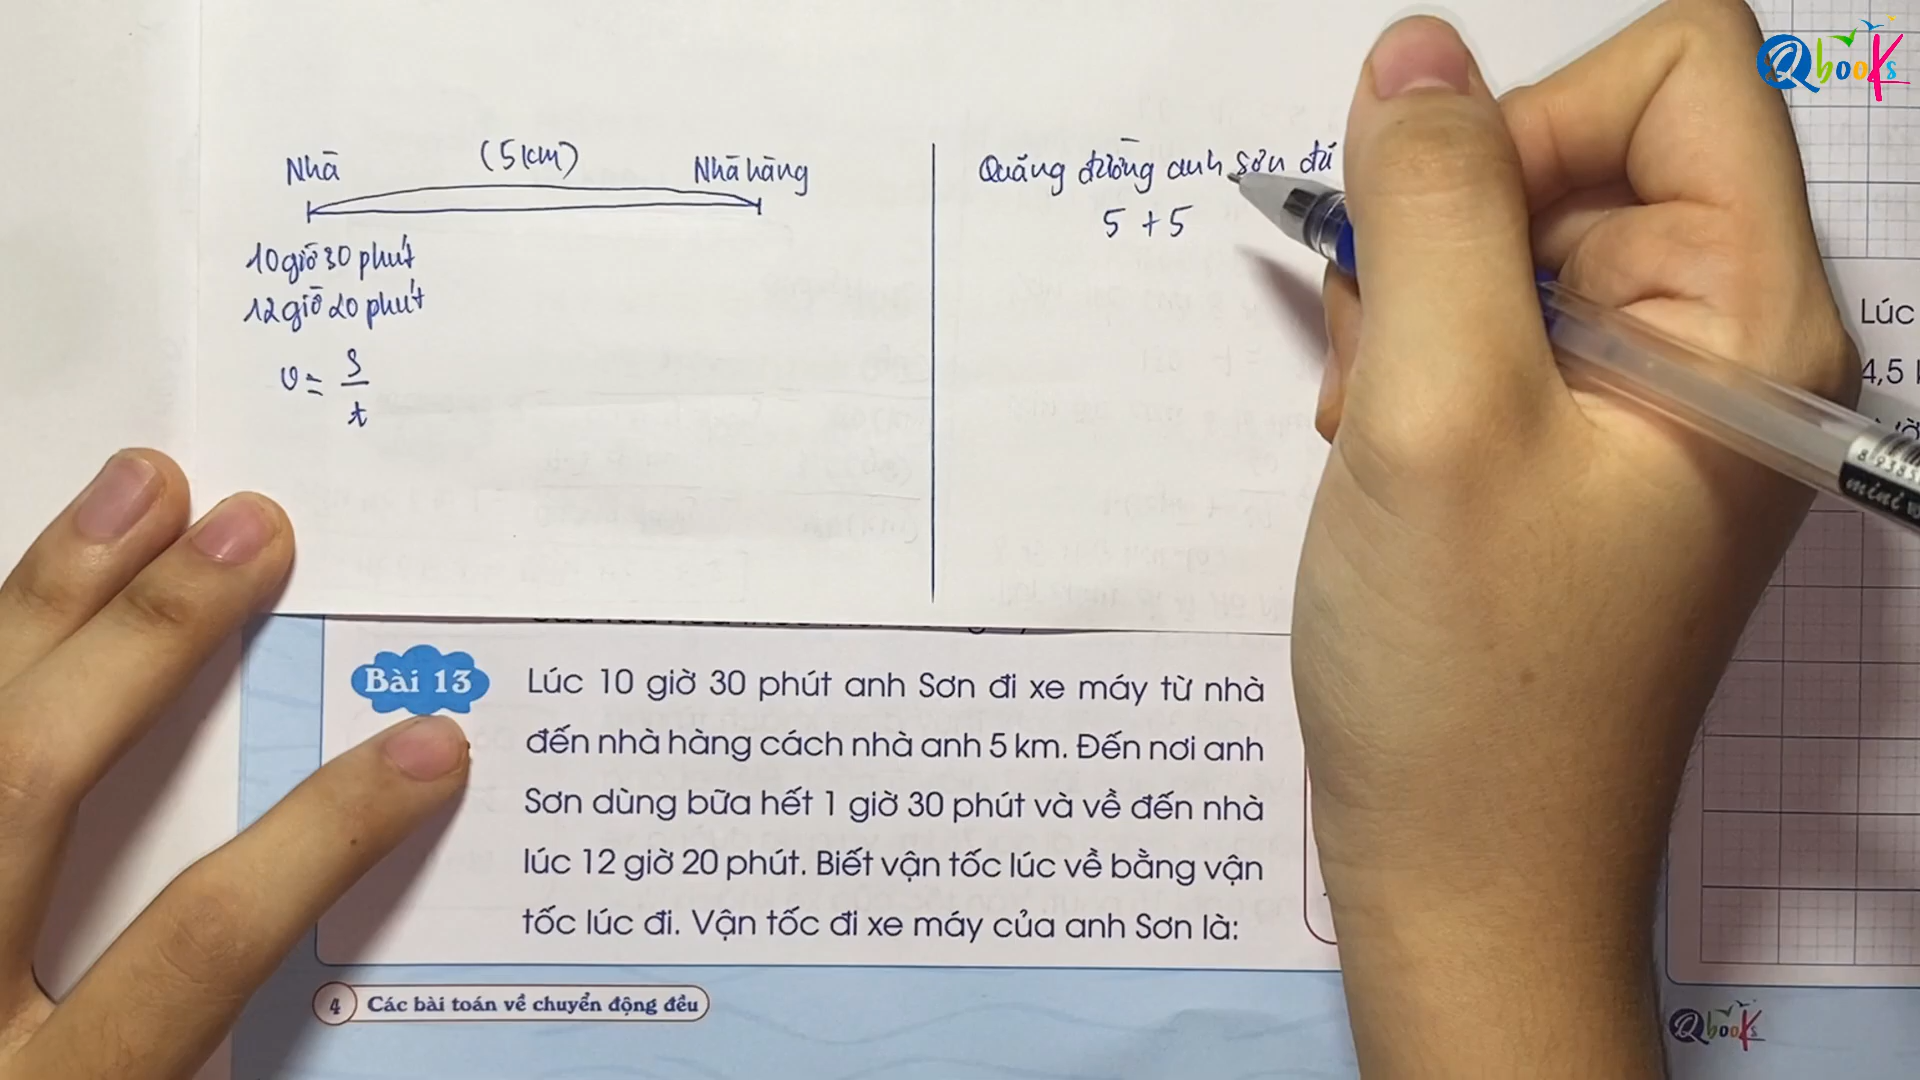 Qbooks
Nhà (5km) Nhà hàng
10 giờ 30 phút
12 giờ 20 phút
v = s
t
Quãng đường anh Sơn đi
5 + 5
Lúc
4,5
Bài 13
Lúc 10 giờ 30 phút anh Sơn đi xe máy từ nhà
đến nhà hàng cách nhà anh 5 km. Đến nơi anh
Sơn dùng bữa hết 1 giờ 30 phút và về đến nhà
lúc 12 giờ 20 phút. Biết vận tốc lúc về bằng vận
tốc lúc đi. Vận tốc đi xe máy của anh Sơn là:
4 Các bài toán về chuyển động đều
Qbooks
mini